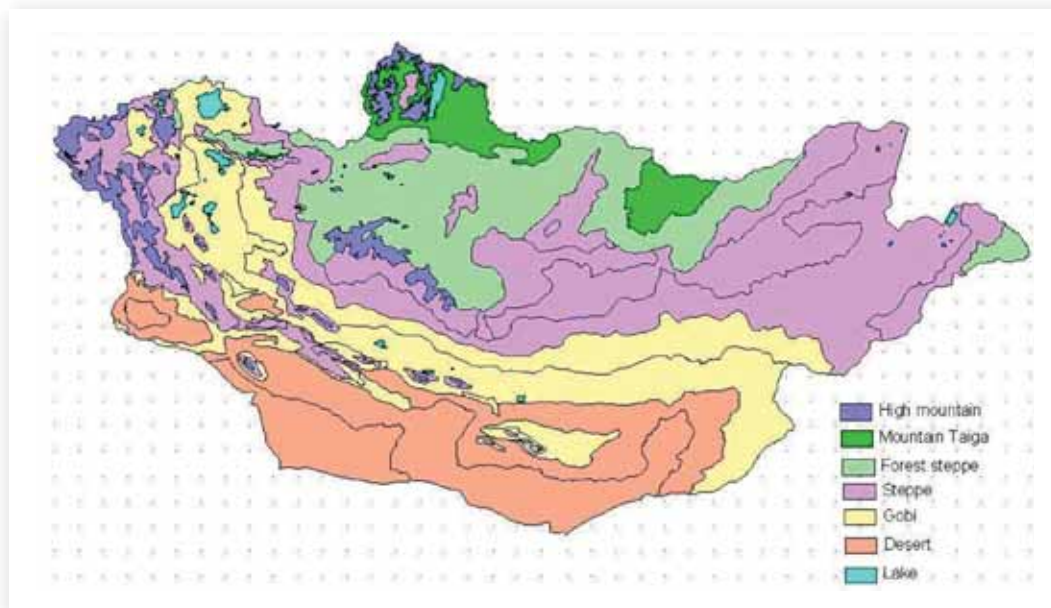 High mountain
Mountain Taiga
Forest steppe
Steppe
Gobi
Desert
Lake